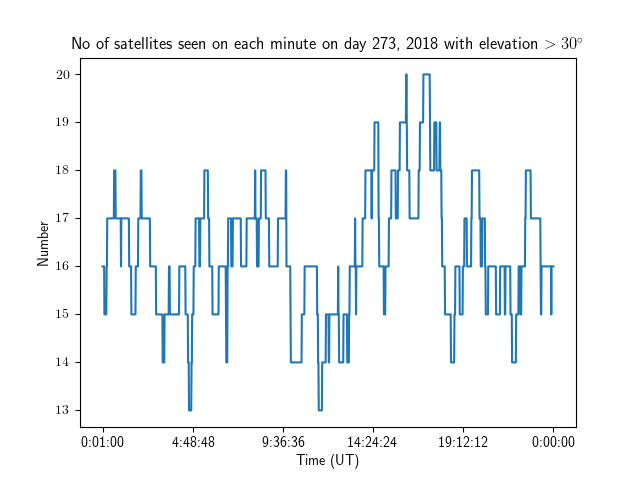 No of satellites seen on each minute on day 273, 2018 with elevation > 30°
20
19
18
17
16
15
14
13
Number
0:01:00 4:48:48 9:36:36 14:24:24 19:12:12 0:00:00
Time (UT)